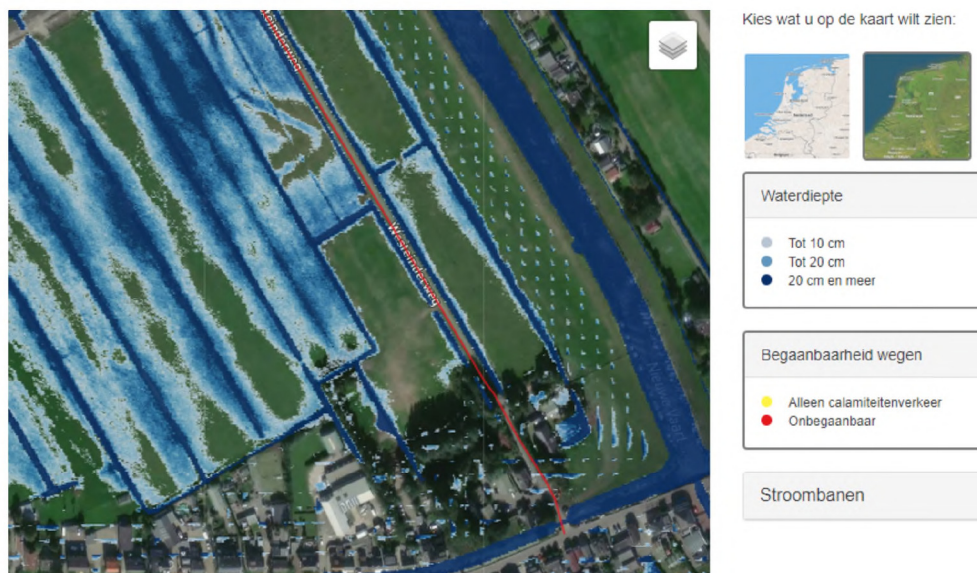 Kies wat u op de kaart wilt zien:
Westeinderweg
Waterdiepte
Tot 10 cm
Tot 20 cm
20 cm en meer
Begaanbaarheid wegen
Alleen calamiteitenverkeer
Onbegaanbaar
Stroombanen